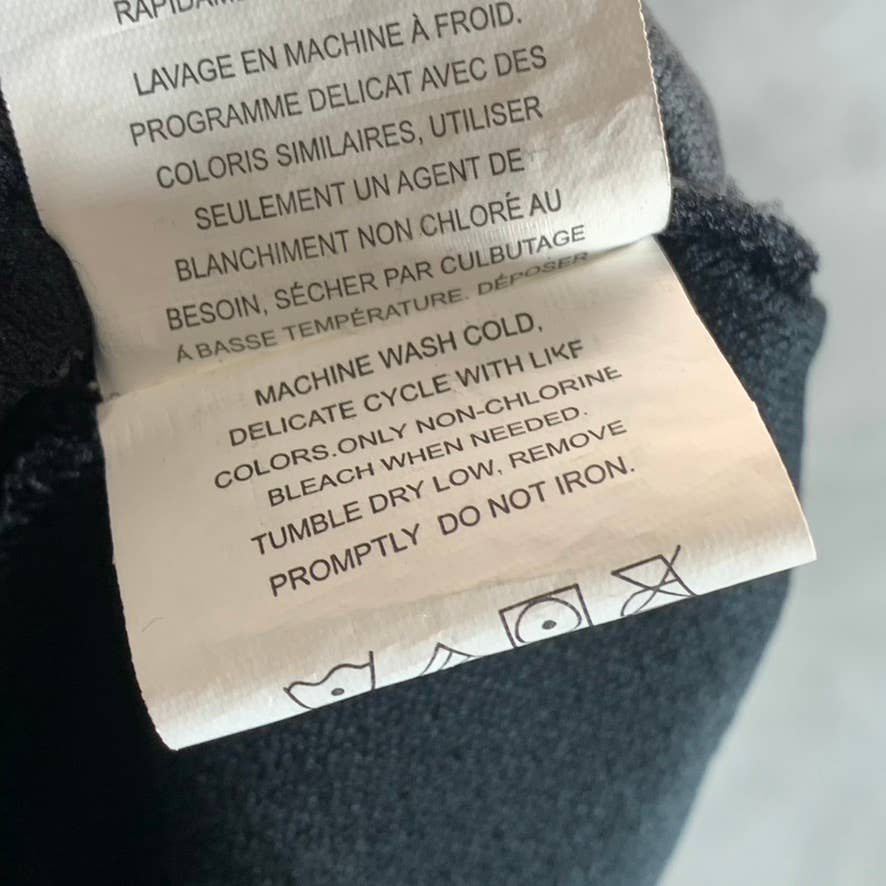 LAVAGE EN MACHINE À FROID.
PROGRAMME DELICAT AVEC DES
COLORIS SIMILAIRES, UTILISER
SEULEMENT UN AGENT DE
BLANCHIMENT NON CHLORÉ AU
BESOIN, SÉCHER PAR CULBUTAGE
Á BASSE TEMPÉRATURE. DÉPOSER
MACHINE WASH COLD,
DELICATE CYCLE WITH LIKE
COLORS.ONLY NON-CHLORINE
BLEACH WHEN NEEDED.
TUMBLE DRY LOW, REMOVE
PROMPTLY DO NOT IRON.